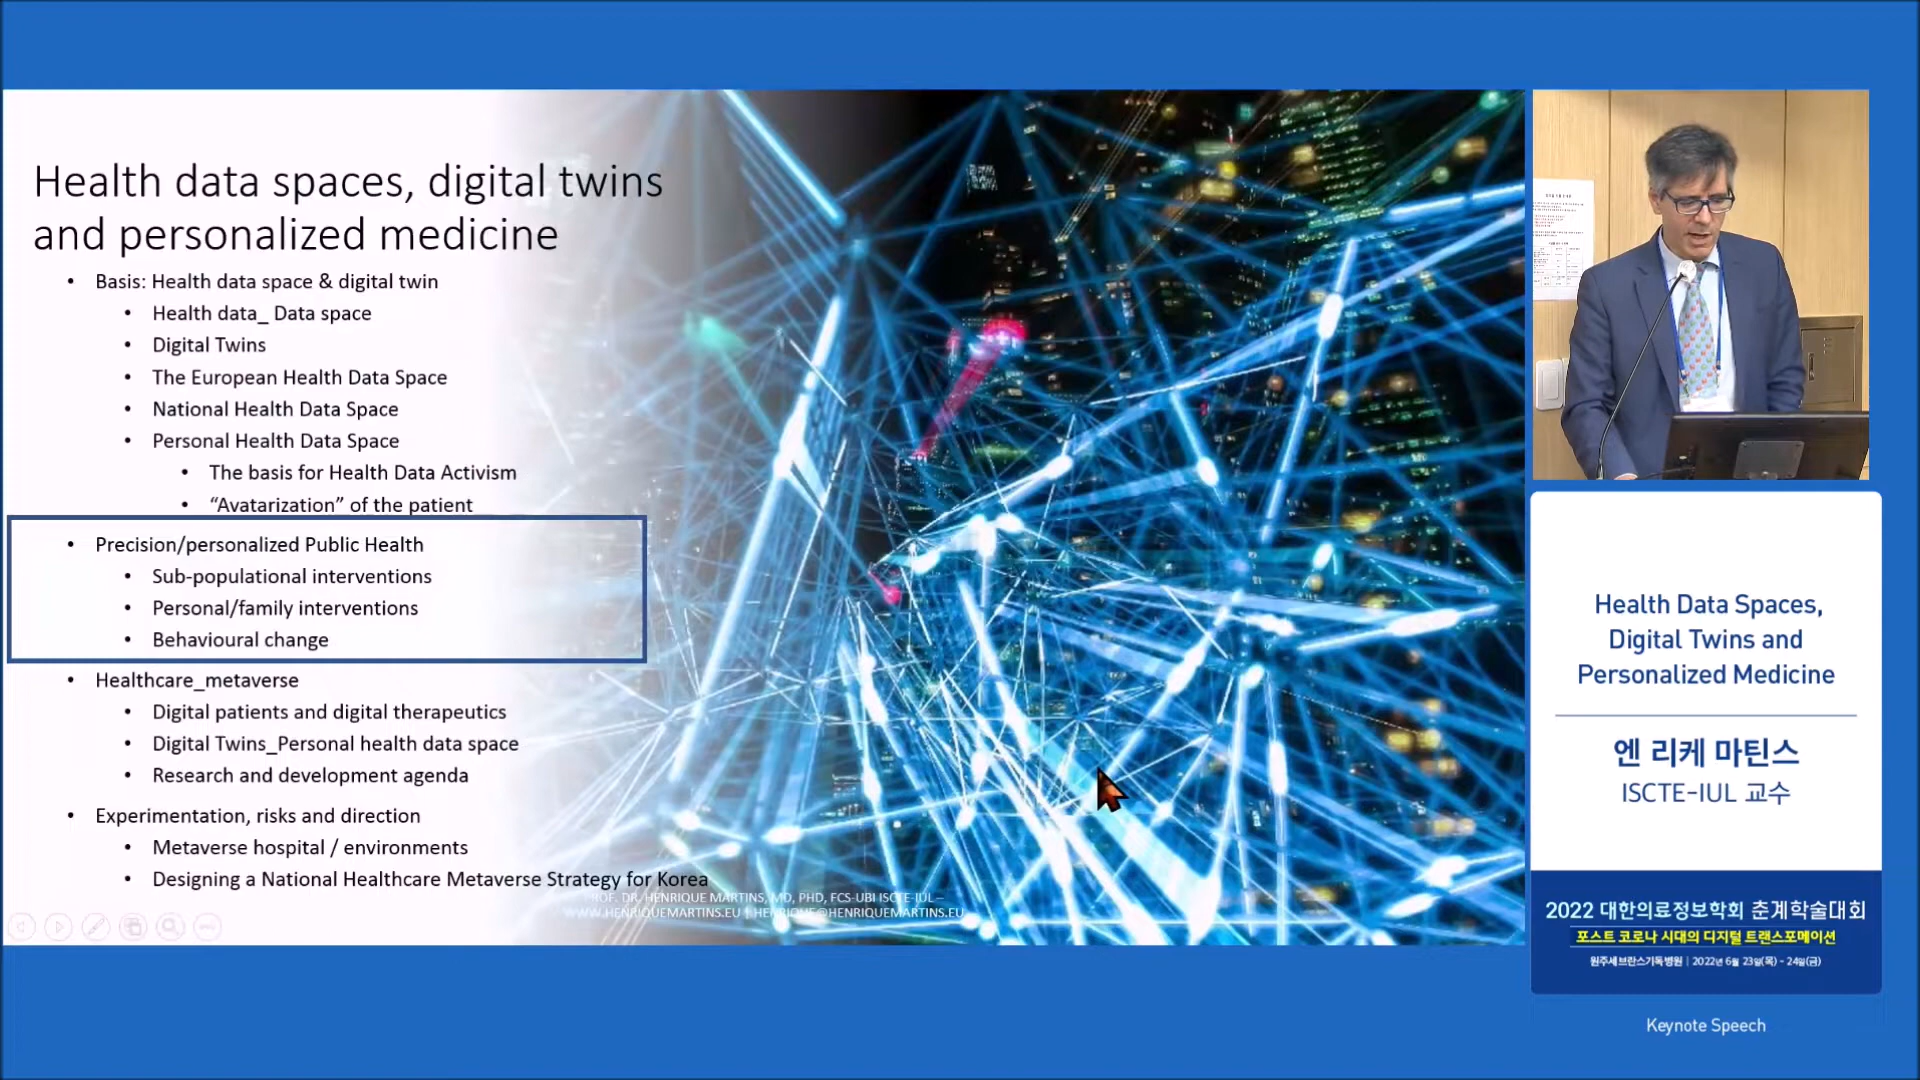 Health data spaces, digital twins
and personalized medicine
• Basis: Health data space & digital twin
• Health data_ Data space
• Digital Twins
• The European Health Data Space
• National Health Data Space
• Personal Health Data Space
• The basis for Health Data Activism
• “Avatarization” of the patient
• Precision/personalized Public Health
• Sub-populational interventions
• Personal/family interventions
• Behavioural change
• Healthcare_metaverse
• Digital patients and digital therapeutics
• Digital Twins_Personal health data space
• Research and development agenda
• Experimentation, risks and direction
• Metaverse hospital / environments
• Designing a National Healthcare Metaverse Strategy for Korea
PROF. DR. HENRIQUE MARTINS, MD, PHD, FCS-UBI ISCTE-IUL –
WWW.HENRIQUEMARTINS.EU | HENRIQUE@HENRIQUEMARTINS.EU
Health Data Spaces,
Digital Twins and
Personalized Medicine
엔 리케 마틴스
ISCTE-IUL 교수
2022 대한의료정보학회 춘계학술대회
포스트 코로나 시대의 디지털 트랜스포메이션
원주세브란스기독병원 | 2022년 6월 23일(목) - 24일(금)
Keynote Speech